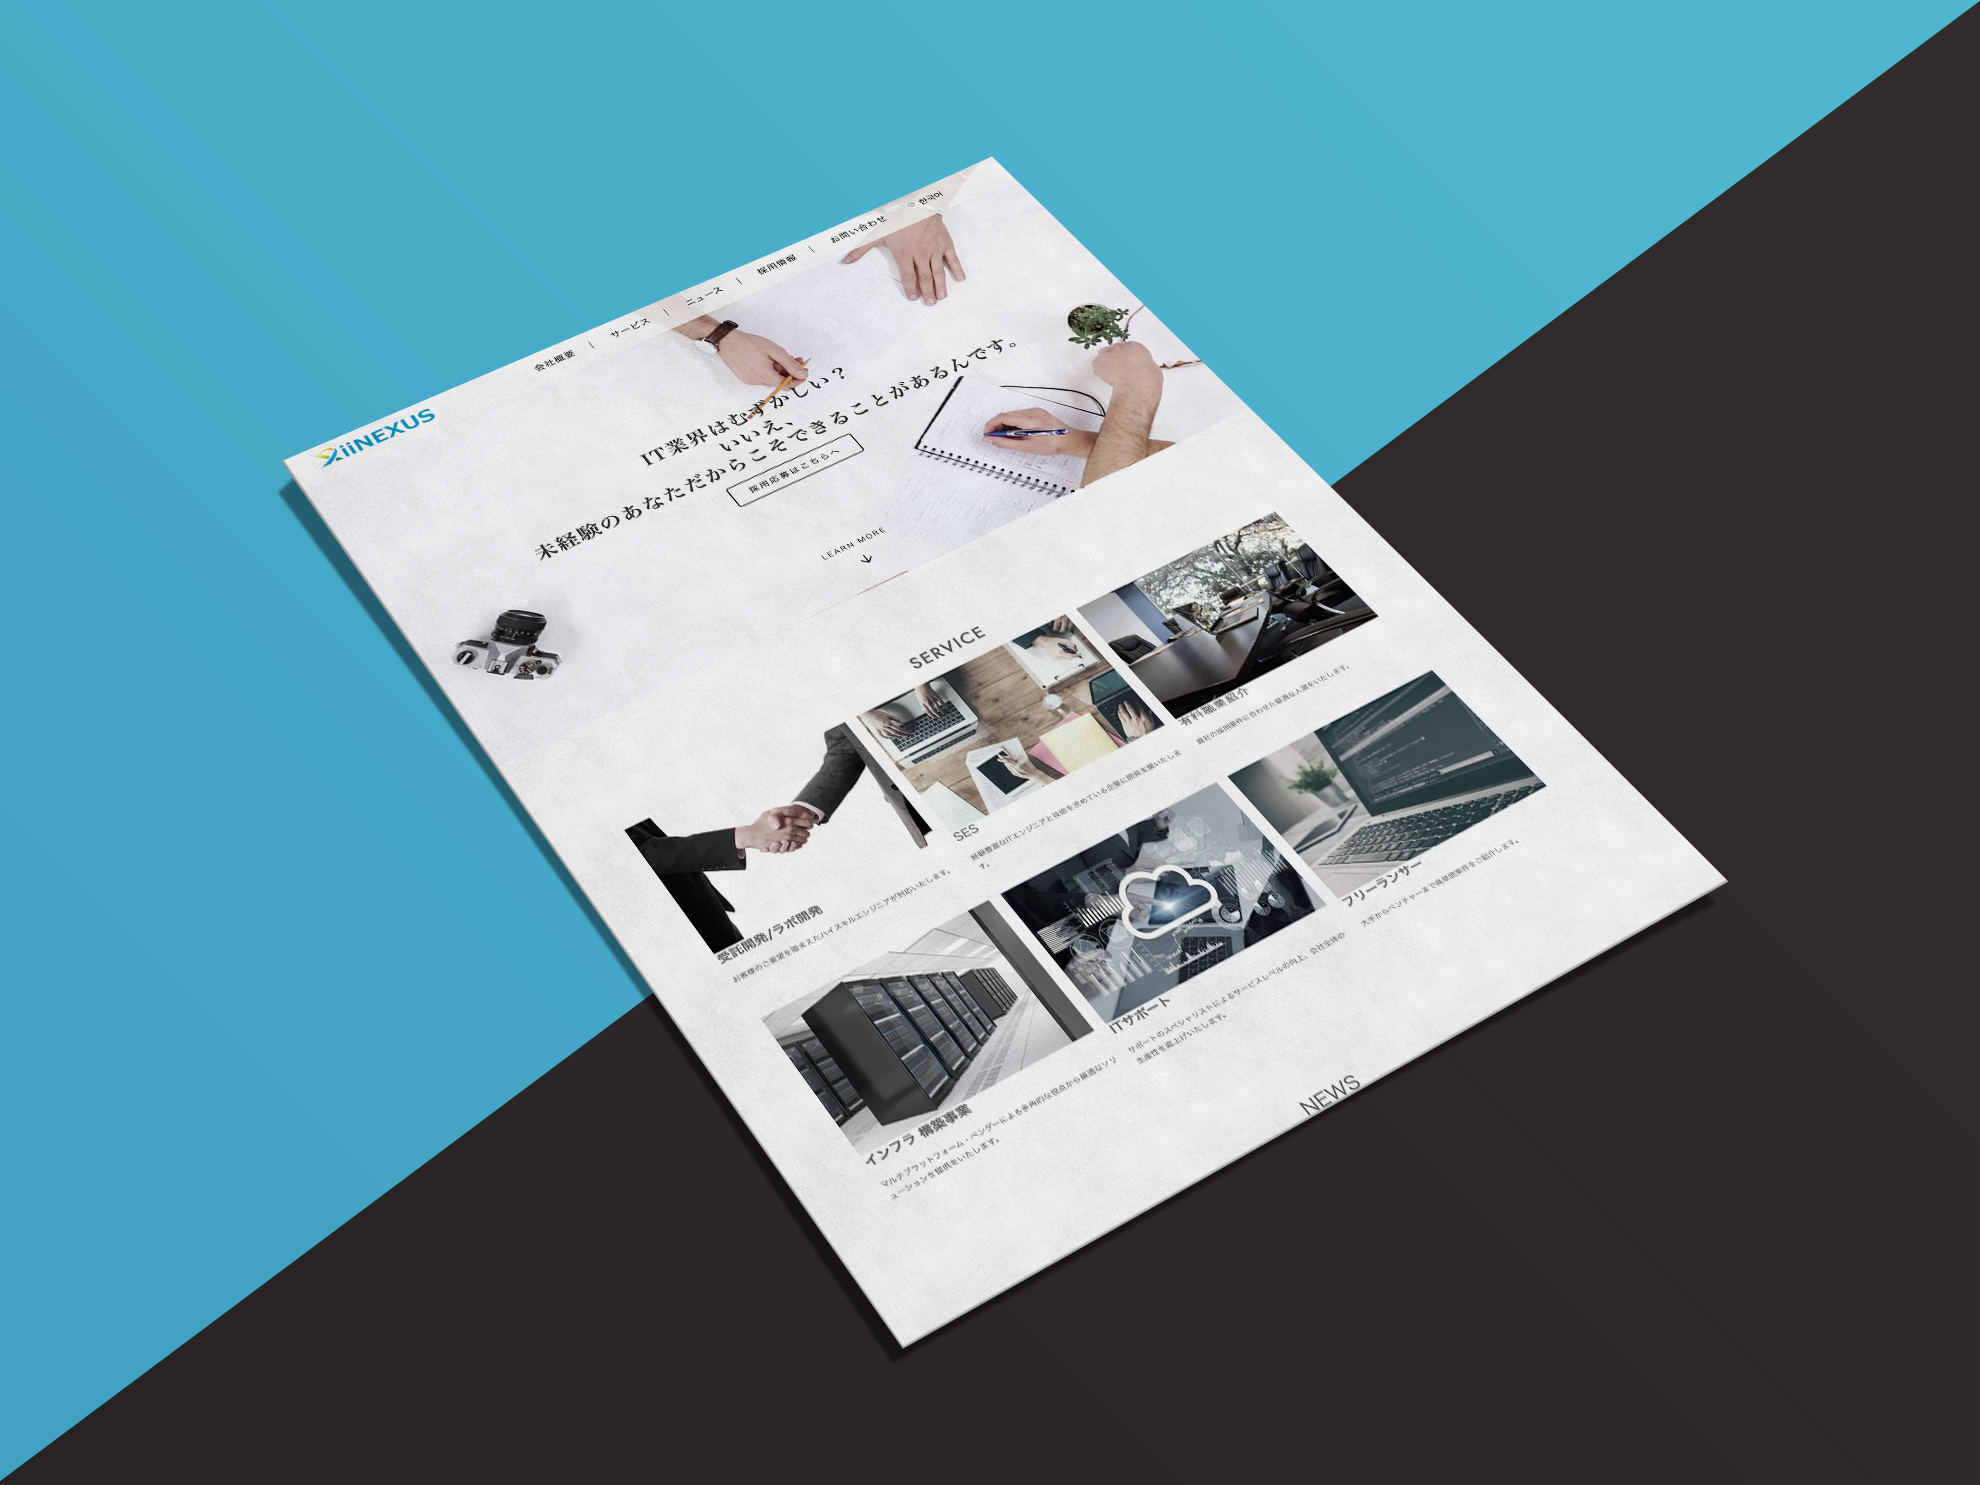 XiiNEXUS
会社概要 | サービス | ニュース | 採用情報 | お問い合わせ 한국어
IT業界はむずかしい？
いいえ、
未経験のあなただからこそできることがあるんです。
採用応募はこちらへ
LEARN MORE
SERVICE
受託開発/ラボ開発
お客様のご要望を踏まえたハイスキルエンジニアが対応いたします。
SES
経験豊富なITエンジニアと技術を求めている企業に開発支援いたしま
す。
有料職業紹介
貴社の採用要件に合わせた最適な人選をいたします。
インフラ 構築事業
マルチプラットフォーム・ベンダーによる多角的な視点から最適なソリ
ューションを提供をいたします。
ITサポート
サポートのスペシャリストによるサービスレベルの向上、会社全体の
生産性を底上げいたします。
フリーランサー
大手からベンチャーまで高単価案件をご紹介します。
NEWS